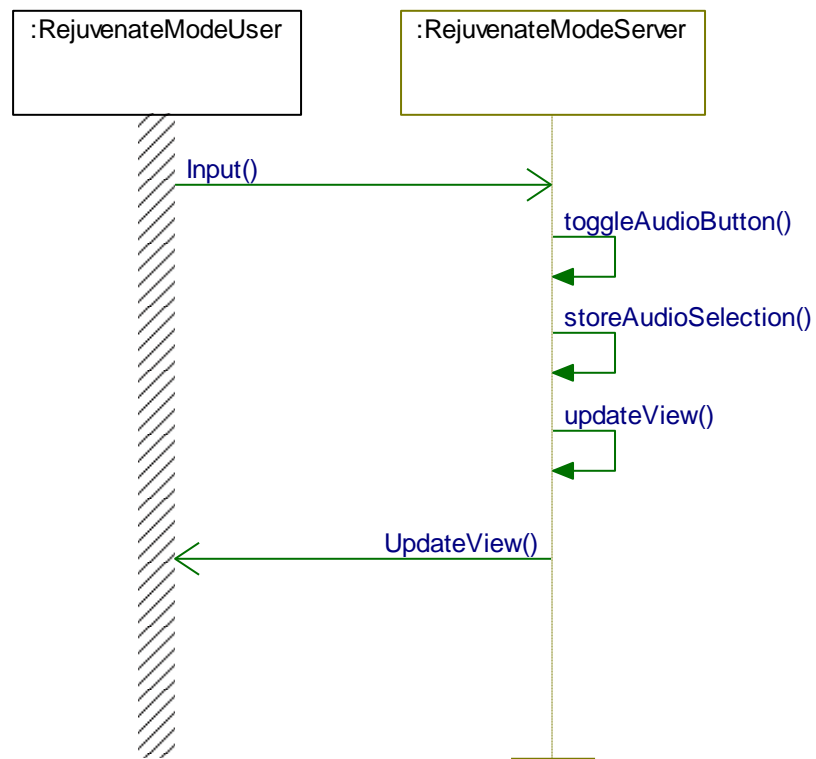 :RejuvenateModeUser
:RejuvenateModeServer
Input()
toggleAudioButton()
storeAudioSelection()
updateView()
UpdateView()